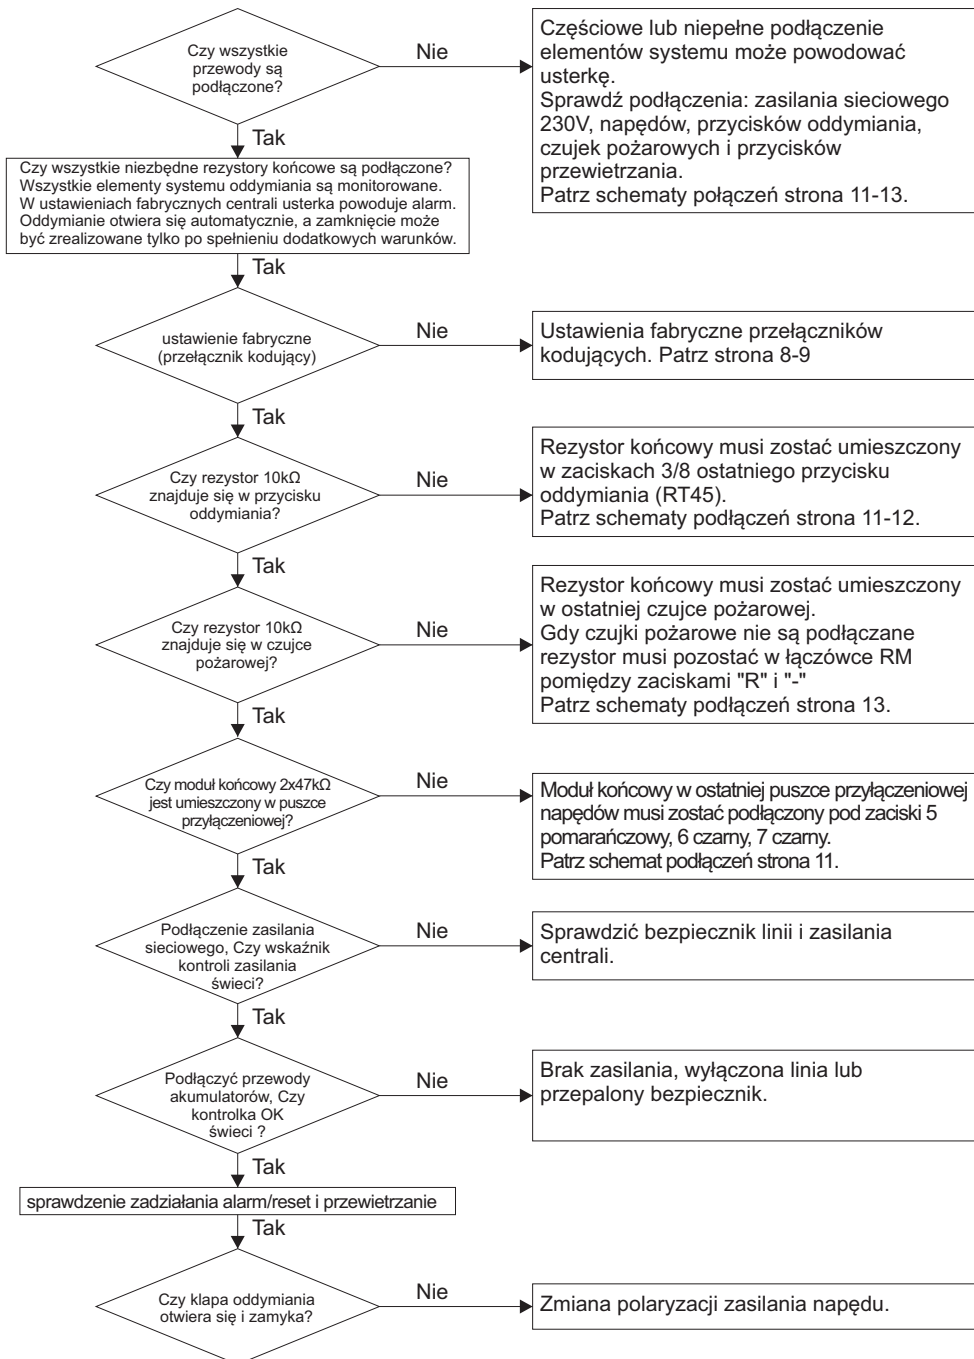 Czy wszystkie
przewody są
podłączone?
Nie
Częściowe lub niepełne podłączenie
elementów systemu może powodować
usterkę.
Sprawdź podłączenia: zasilania sieciowego
230V, napędów, przycisków oddymiania,
czujek pożarowych i przycisków
przewietrzania.
Patrz schematy połączeń strona 11-13.
Tak
Czy wszystkie niezbędne rezystory końcowe są podłączone?
Wszystkie elementy systemu oddymiania są monitorowane.
W ustawieniach fabrycznych centrali usterka powoduje alarm.
Oddymianie otwiera się automatycznie, a zamknięcie może
być zrealizowane tylko po spełnieniu dodatkowych warunków.
Tak
ustawienie fabryczne
(przełącznik kodujący)
Nie
Ustawienia fabryczne przełączników
kodujących. Patrz strona 8-9
Tak
Czy rezystor 10kΩ
znajduje się w przycisku
oddymiania?
Nie
Rezystor końcowy musi zostać umieszczony
w zaciskach 3/8 ostatniego przycisku
oddymiania (RT45).
Patrz schematy podłączeń strona 11-12.
Tak
Czy rezystor 10kΩ
znajduje się w czujce
pożarowej?
Nie
Rezystor końcowy musi zostać umieszczony
w ostatniej czujce pożarowej.
Gdy czujki pożarowe nie są podłączane
rezystor musi pozostać w łączówce RM
pomiędzy zaciskami "R" i "-"
Patrz schematy podłączeń strona 13.
Tak
Czy moduł końcowy 2x47kΩ
jest umieszczony w puszce
przyłączeniowej?
Nie
Moduł końcowy w ostatniej puszce przyłączeniowej
napędów musi zostać podłączony pod zaciski 5
pomarańczowy, 6 czarny, 7 czarny.
Patrz schemat podłączeń strona 11.
Tak
Podłączenie zasilania
sieciowego, Czy wskaźnik
kontroli zasilania
świeci?
Nie
Sprawdzić bezpiecznik linii i zasilania
centrali.
Tak
Podłączyć przewody
akumulatorów, Czy
kontrolka OK
świeci ?
Nie
Brak zasilania, wyłączona linia lub
przepalony bezpiecznik.
Tak
sprawdzenie zadziałania alarm/reset i przewietrzanie
Tak
Czy klapa oddymiania
otwiera się i zamyka?
Nie
Zmiana polaryzacji zasilania napędu.